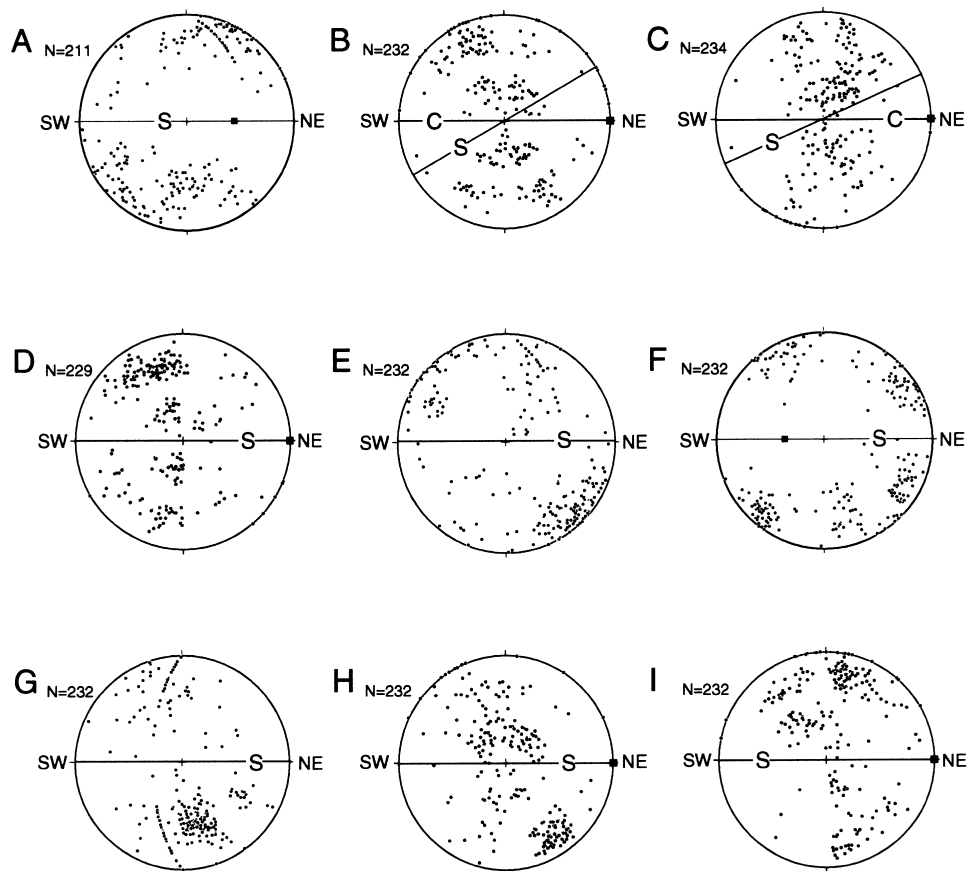 A N=211 SW S NE
B N=232 SW C S NE
C N=234 SW S C NE
D N=229 SW S NE
E N=232 SW S NE
F N=232 SW S NE
G N=232 SW S NE
H N=232 SW S NE
I N=232 SW S NE